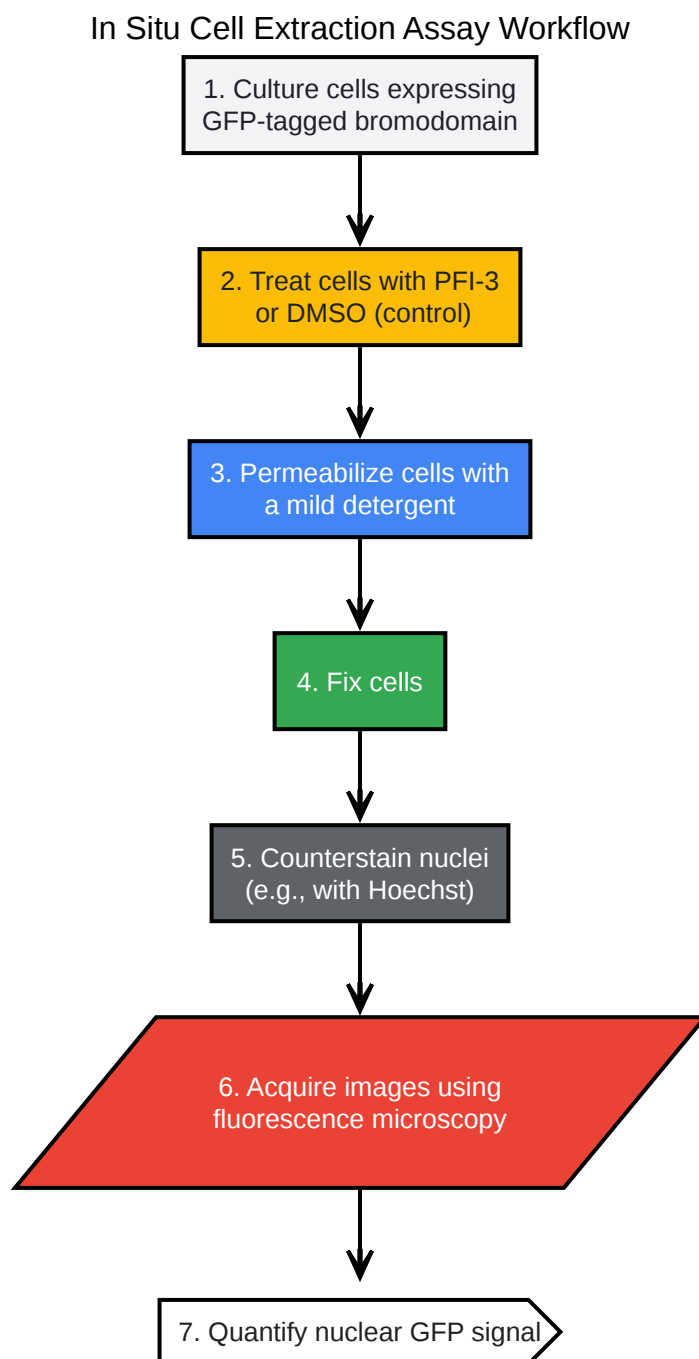 In Situ Cell Extraction Assay Workflow
1. Culture cells expressing
GFP-tagged bromodomain
2. Treat cells with PFI-3
or DMSO (control)
3. Permeabilize cells with
a mild detergent
4. Fix cells
5. Counterstain nuclei
(e.g., with Hoechst)
6. Acquire images using
fluorescence microscopy
7. Quantify nuclear GFP signal